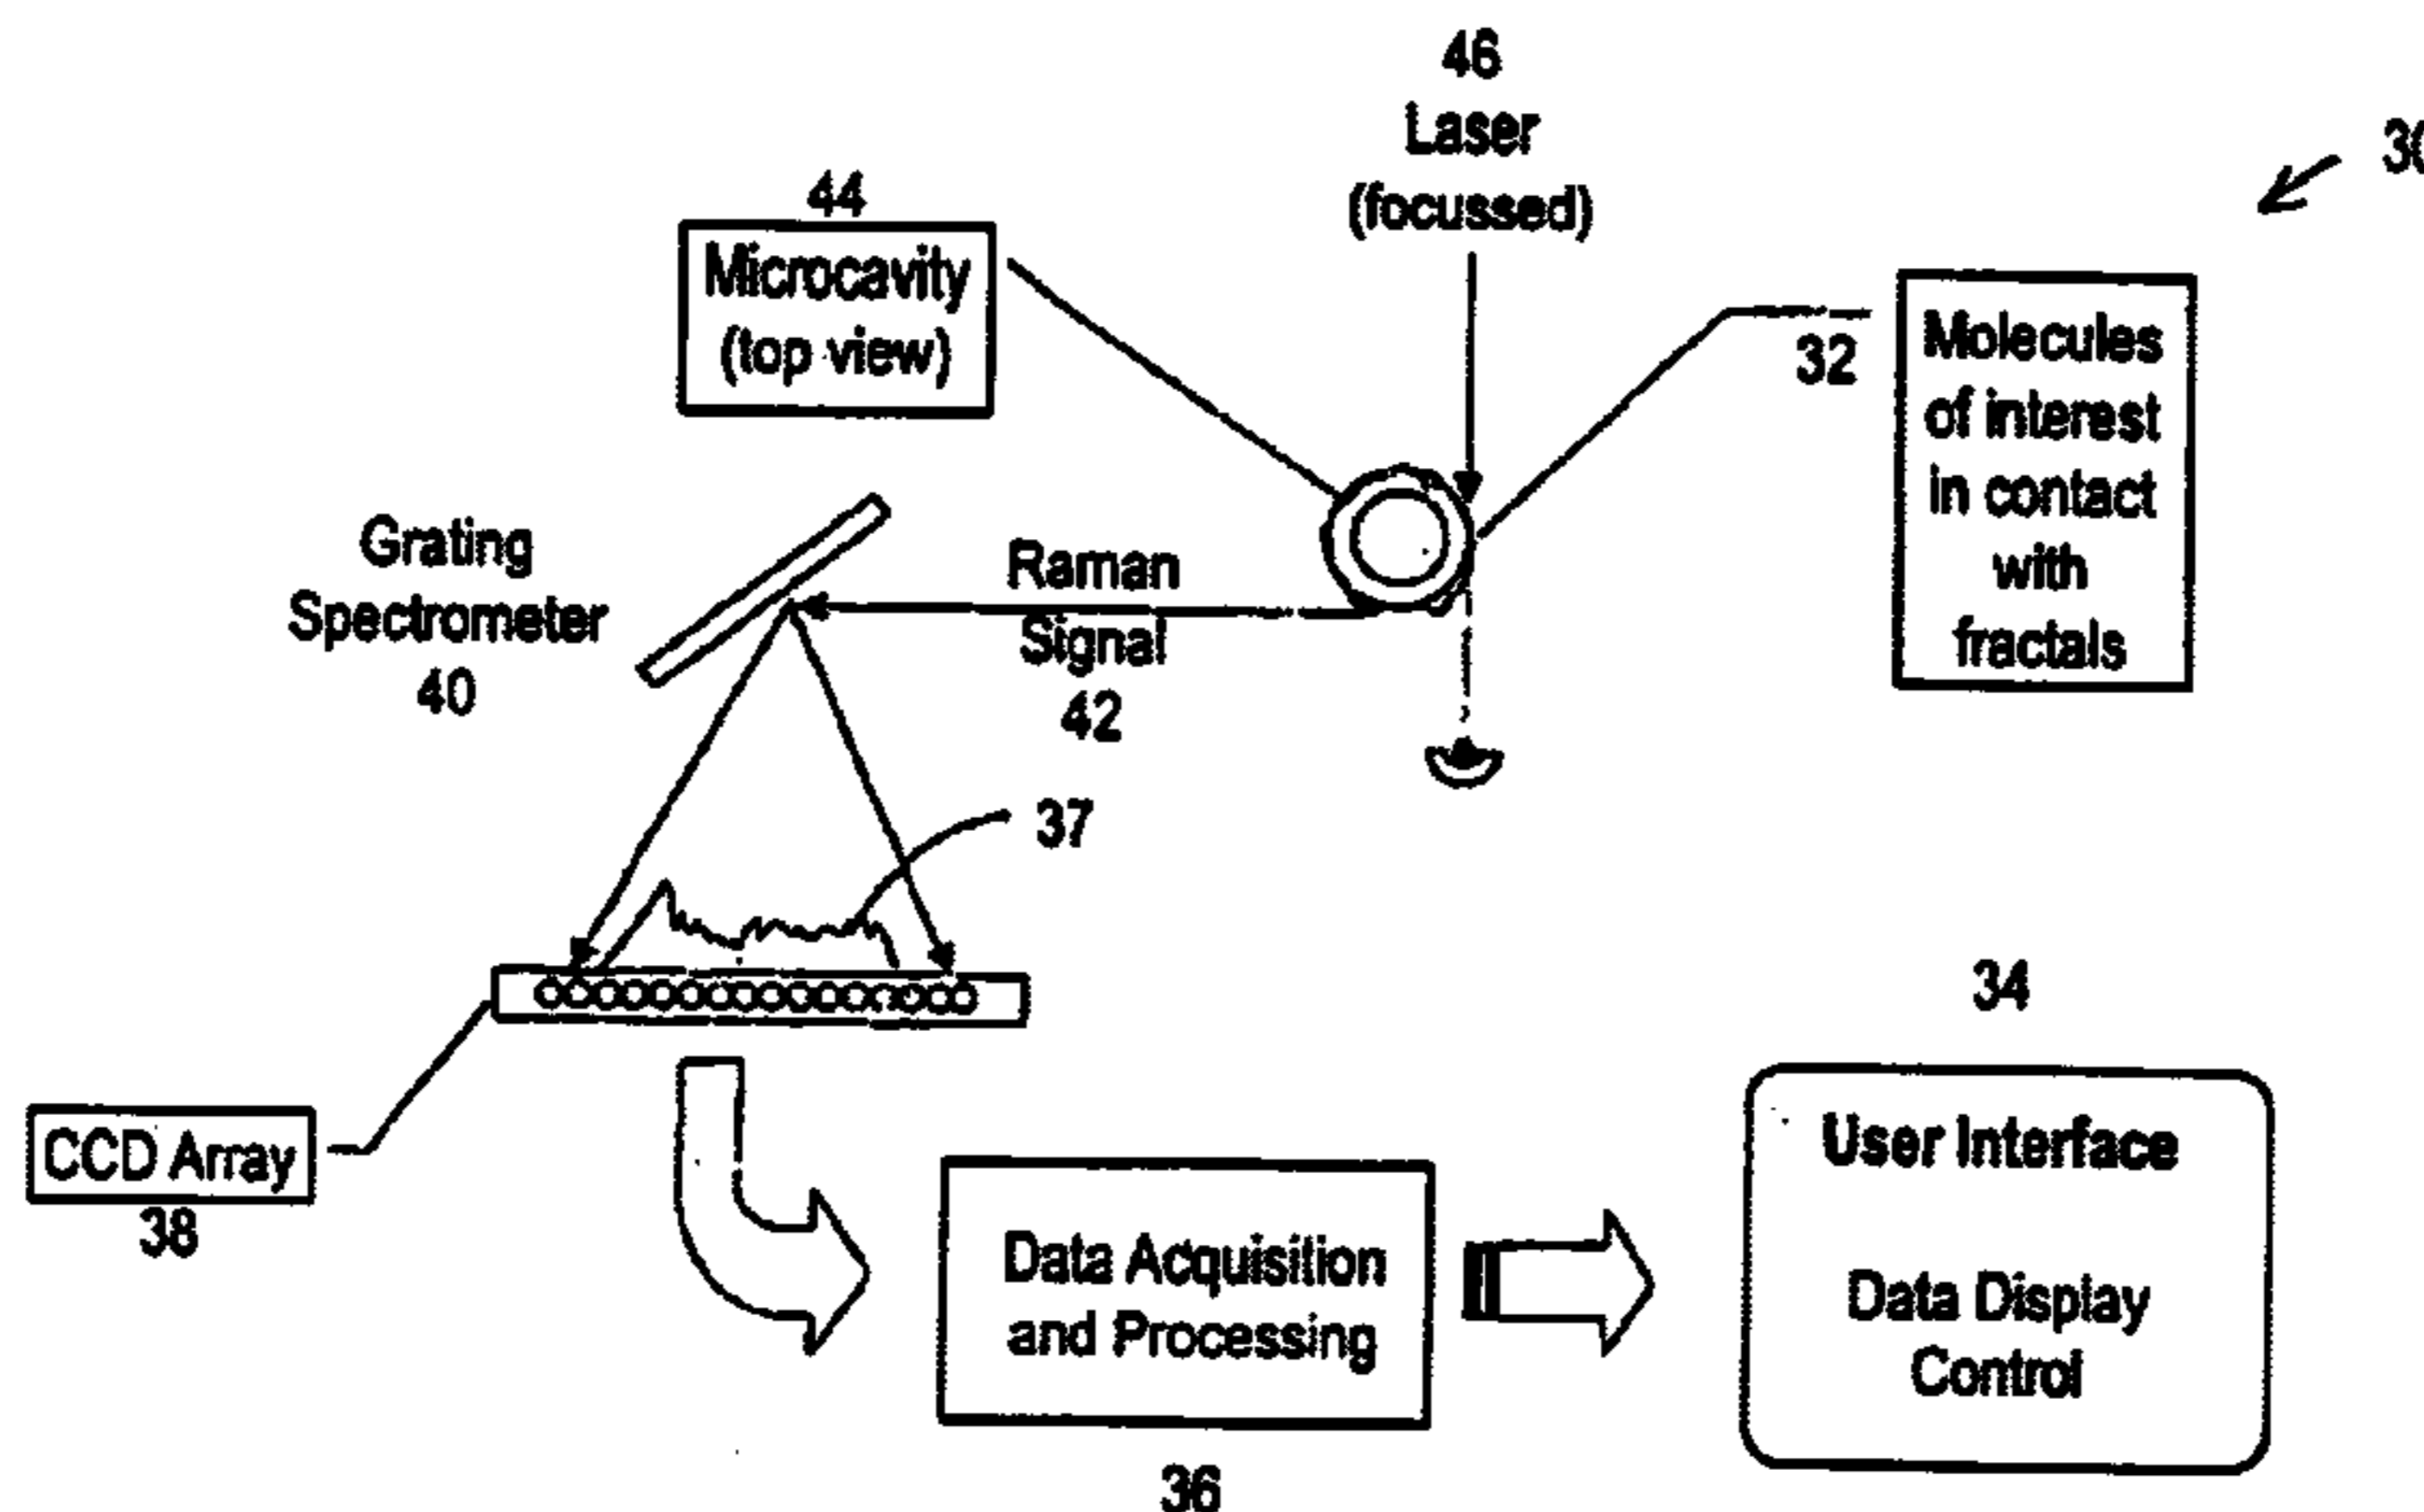 46
Laser
(focussed)
30
44
Microcavity
(top view)
32
Molecules
of interest
in contact
with
fractals
Grating
Spectrometer
40
Raman
Signal
42
37
CCD Array
38
34
User Interface
Data Display
Control
Data Acquisition
and Processing
36